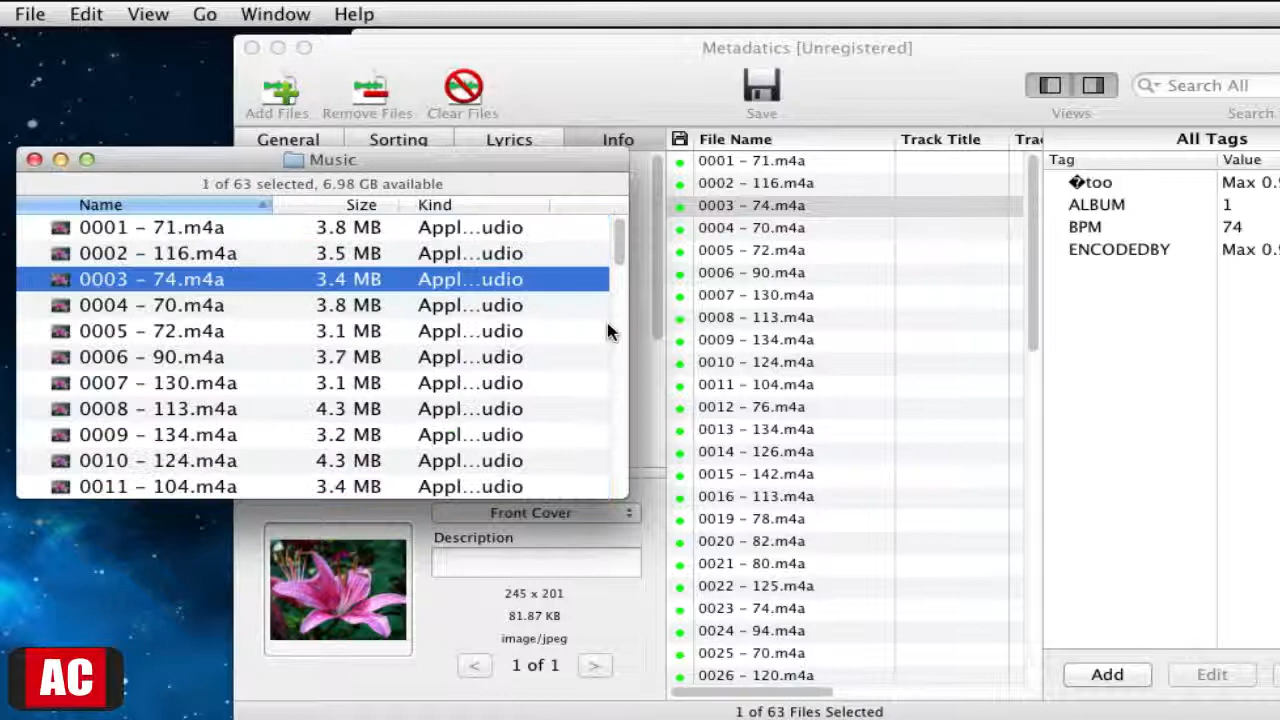 File Edit View Go Window Help
Metadatics [Unregistered]
Add Files Remove Files Clear Files Save Views Search All
Search
General Sorting Lyrics Info
Music
1 of 63 selected, 6.98 GB available
Name Size Kind
0001 – 71.m4a 3.8 MB Appl...udio
0002 – 116.m4a 3.5 MB Appl...udio
0003 – 74.m4a 3.4 MB Appl...udio
0004 – 70.m4a 3.8 MB Appl...udio
0005 – 72.m4a 3.1 MB Appl...udio
0006 – 90.m4a 3.7 MB Appl...udio
0007 – 130.m4a 3.1 MB Appl...udio
0008 – 113.m4a 4.3 MB Appl...udio
0009 – 134.m4a 3.2 MB Appl...udio
0010 – 124.m4a 4.3 MB Appl...udio
0011 – 104.m4a 3.4 MB Appl...udio
Front Cover
Description
245 x 201
81.87 KB
image/jpeg
< 1 of 1 >
File Name Track Title Tra
0001 – 71.m4a
0002 – 116.m4a
0003 – 74.m4a
0004 – 70.m4a
0005 – 72.m4a
0006 – 90.m4a
0007 – 130.m4a
0008 – 113.m4a
0009 – 134.m4a
0010 – 124.m4a
0011 – 104.m4a
0012 – 76.m4a
0013 – 134.m4a
0014 – 126.m4a
0015 – 142.m4a
0016 – 113.m4a
0019 – 78.m4a
0020 – 82.m4a
0021 – 80.m4a
0022 – 125.m4a
0023 – 74.m4a
0024 – 94.m4a
0025 – 70.m4a
0026 – 120.m4a
All Tags
Tag Value
�too Max 0.9
ALBUM 1
BPM 74
ENCODEDBY Max 0.9
Add Edit
1 of 63 Files Selected
AC